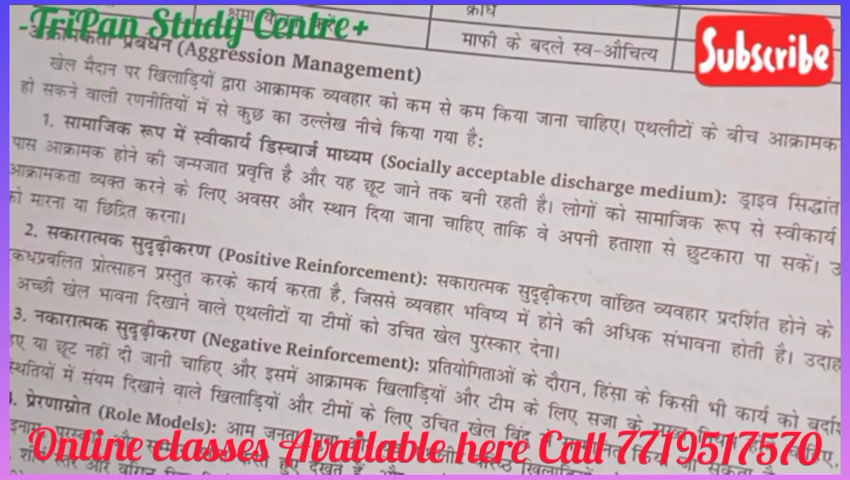 क्रोध
क्षमा
-TriPan Study Centre+
माफी के बदले स्व-औचित्य
Subscribe
आक्रामकता प्रबंधन (Aggression Management)
खेल मैदान पर खिलाड़ियों द्वारा आक्रामक व्यवहार को कम से कम किया जाना चाहिए। एथलीटों के बीच आक्रामक
हो सकने वाली रणनीतियों में से कुछ का उल्लेख नीचे किया गया है:
1. सामाजिक रूप में स्वीकार्य डिस्चार्ज माध्यम (Socially acceptable discharge medium): ड्राइव सिद्धांत
पास आक्रामक होने की जन्मजात प्रवृत्ति है और यह छूट जाने तक बनी रहती है। लोगों को सामाजिक रूप से स्वीकार्य
आक्रामकता व्यक्त करने के लिए अवसर और स्थान दिया जाना चाहिए ताकि वे अपनी हताशा से छुटकारा पा सकें।
को मारना या छिद्रित करना।
2. सकारात्मक सुदृढ़ीकरण (Positive Reinforcement): सकारात्मक सुदृढ़ीकरण वांछित व्यवहार प्रदर्शित होने के
प्रोत्साहन प्रस्तुत करके कार्य करता है, जिससे व्यवहार भविष्य में होने की अधिक संभावना होती है।
अच्छी खेल भावना दिखाने वाले एथलीटों या टीमों को उचित खेल पुरस्कार देना।
3. नकारात्मक सुदृढ़ीकरण (Negative Reinforcement): प्रतियोगिताओं के दौरान, हिंसा के किसी भी कार्य को
या छूट नहीं दी जानी चाहिए और इसमें आक्रामक खिलाड़ियों और टीम के लिए सजा के
में संयम दिखाने वाले खिलाड़ियों और टीमों के लिए उचित खेल
प्रेरणास्रोत (Role Models): आम
Online classes Available here Call 7719517570